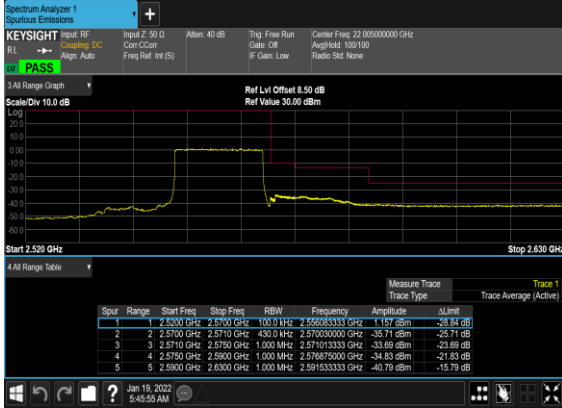 Spectrum Analyzer 1
Spurious Emissions
+
KEYSIGHT Input: RF Input Z: 50 Ω Atten: 40 dB Trig: Free Run Center Freq: 22.005000000 GHz
RL Coupling: DC Corr CCorr Gate: Off Avg|Hold: 100/100
Align: Auto Freq Ref: Int (S) IF Gain: Low Radio Std: None
LXI PASS
3 All Range Graph
Ref Lvl Offset 8.50 dB
Scale/Div 10.0 dB Ref Value 30.00 dBm
Log
20.0
10.0
0.00
-10.0
-20.0
-30.0
-40.0
-50.0
-60.0
Start 2.520 GHz Stop 2.630 GHz
4 All Range Table
Measure Trace Trace 1
Trace Type Trace Average (Active)
Spur Range Start Freq Stop Freq RBW Frequency Amplitude ΔLimit
1 1 2.5200 GHz 2.5700 GHz 100.0 kHz 2.556083333 GHz 1.157 dBm -28.84 dB
2 2 2.5700 GHz 2.5710 GHz 430.0 kHz 2.570030000 GHz -35.71 dBm -25.71 dB
3 3 2.5710 GHz 2.5750 GHz 1.000 MHz 2.571013333 GHz -33.69 dBm -23.69 dB
4 4 2.5750 GHz 2.5900 GHz 1.000 MHz 2.576875000 GHz -34.83 dBm -21.83 dB
5 5 2.5900 GHz 2.6300 GHz 1.000 MHz 2.591533333 GHz -40.79 dBm -15.79 dB
? Jan 19, 2022
5:45:55 AM